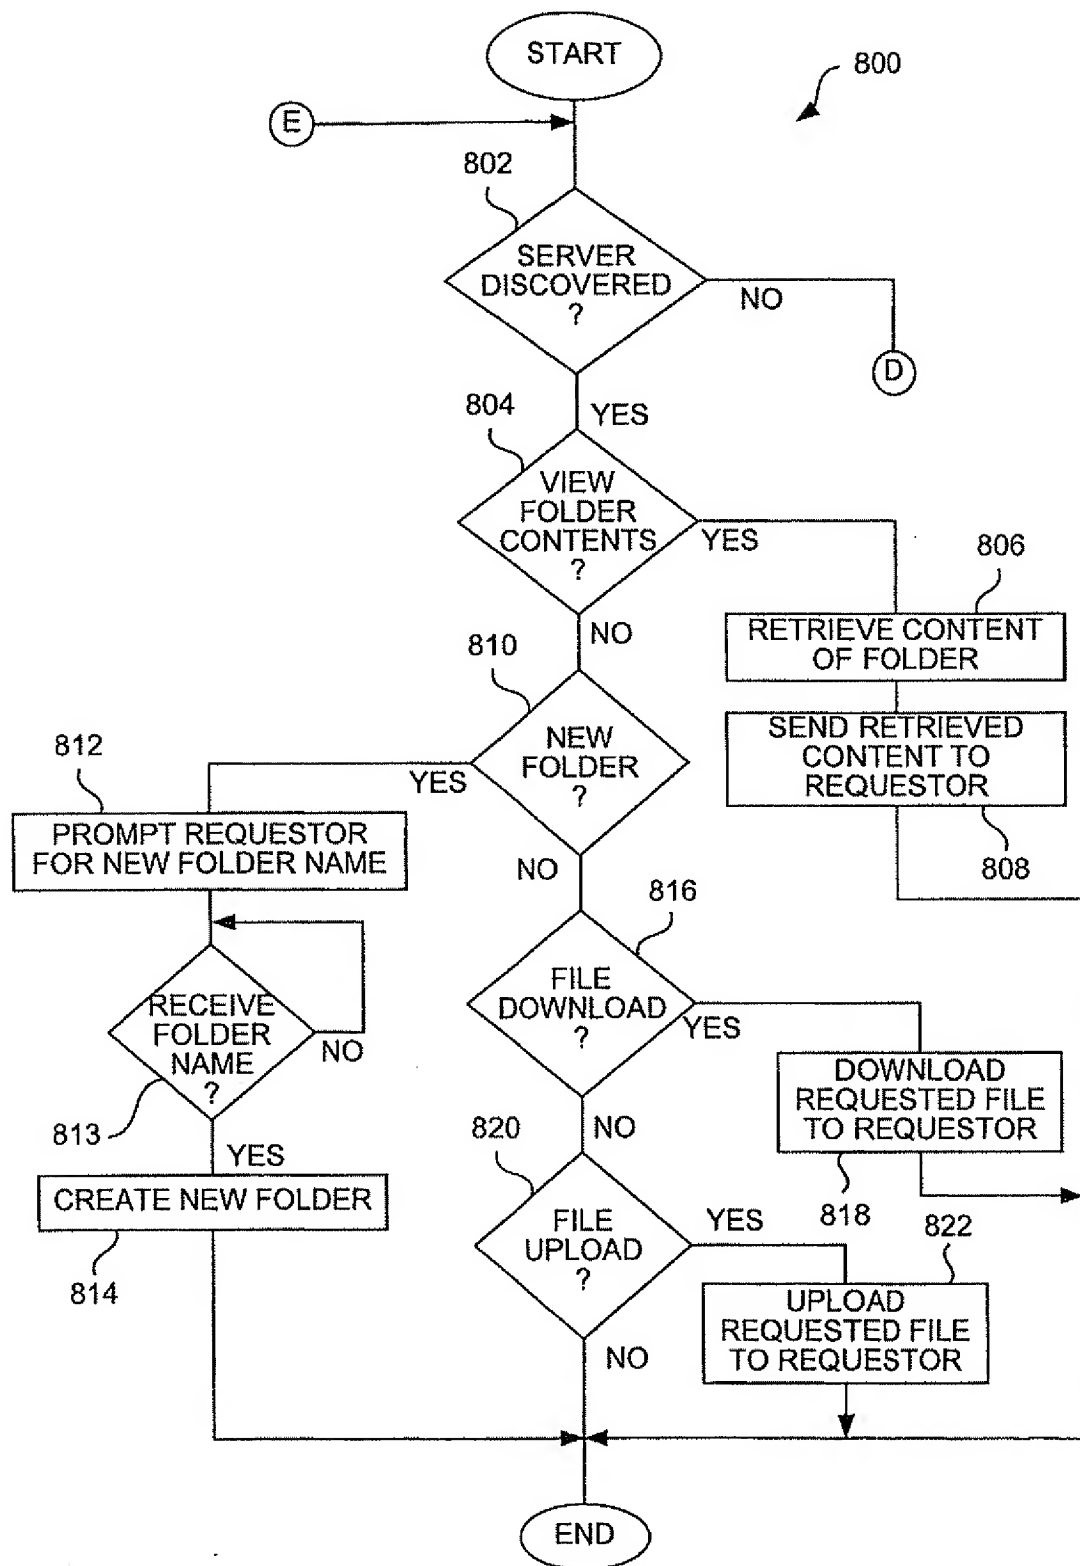 START
800
E
802
SERVER
DISCOVERED
?
NO
D
804
YES
VIEW
FOLDER
CONTENTS
?
YES
806
RETRIEVE CONTENT
OF FOLDER
NO
810
SEND RETRIEVED
CONTENT TO
REQUESTOR
808
NEW
FOLDER
?
YES
812
PROMPT REQUESTOR
FOR NEW FOLDER NAME
NO
816
RECEIVE
FOLDER
NAME
?
NO
813
YES
CREATE NEW FOLDER
814
FILE
DOWNLOAD
?
YES
DOWNLOAD
REQUESTED FILE
TO REQUESTOR
818
NO
820
FILE
UPLOAD
?
YES
822
UPLOAD
REQUESTED FILE
TO REQUESTOR
NO
END